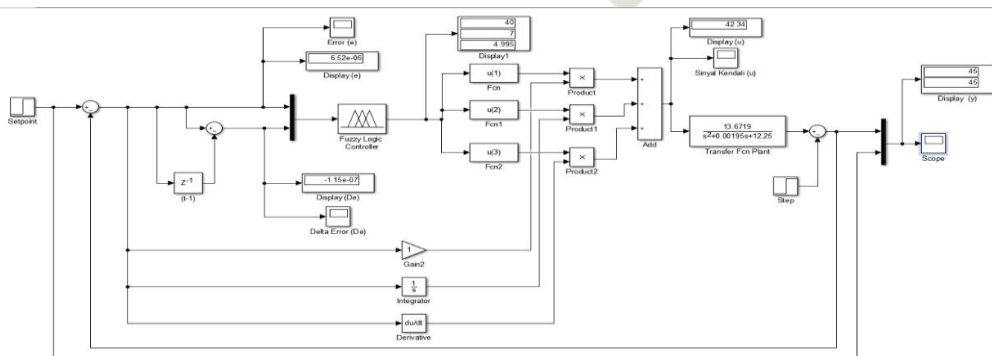 Setpoint
Error (e)
6.52e-06
Display (e)
z-1
(t-1)
-1.15e-07
Display (De)
Delta Error (De)
Fuzzy Logic
Controller
40
7
4.995
Display1
u(1)
Fcn
u(2)
Fcn1
u(3)
Fcn2
Product
Product1
Product2
1
Gain2
1
s
Integrator
du/dt
Derivative
Add
42.34
Display (u)
Sinyal Kendali (u)
13.6719
s2+0.00195s+12.25
Transfer Fcn Plant
Step
45
45
Display (y)
Scope